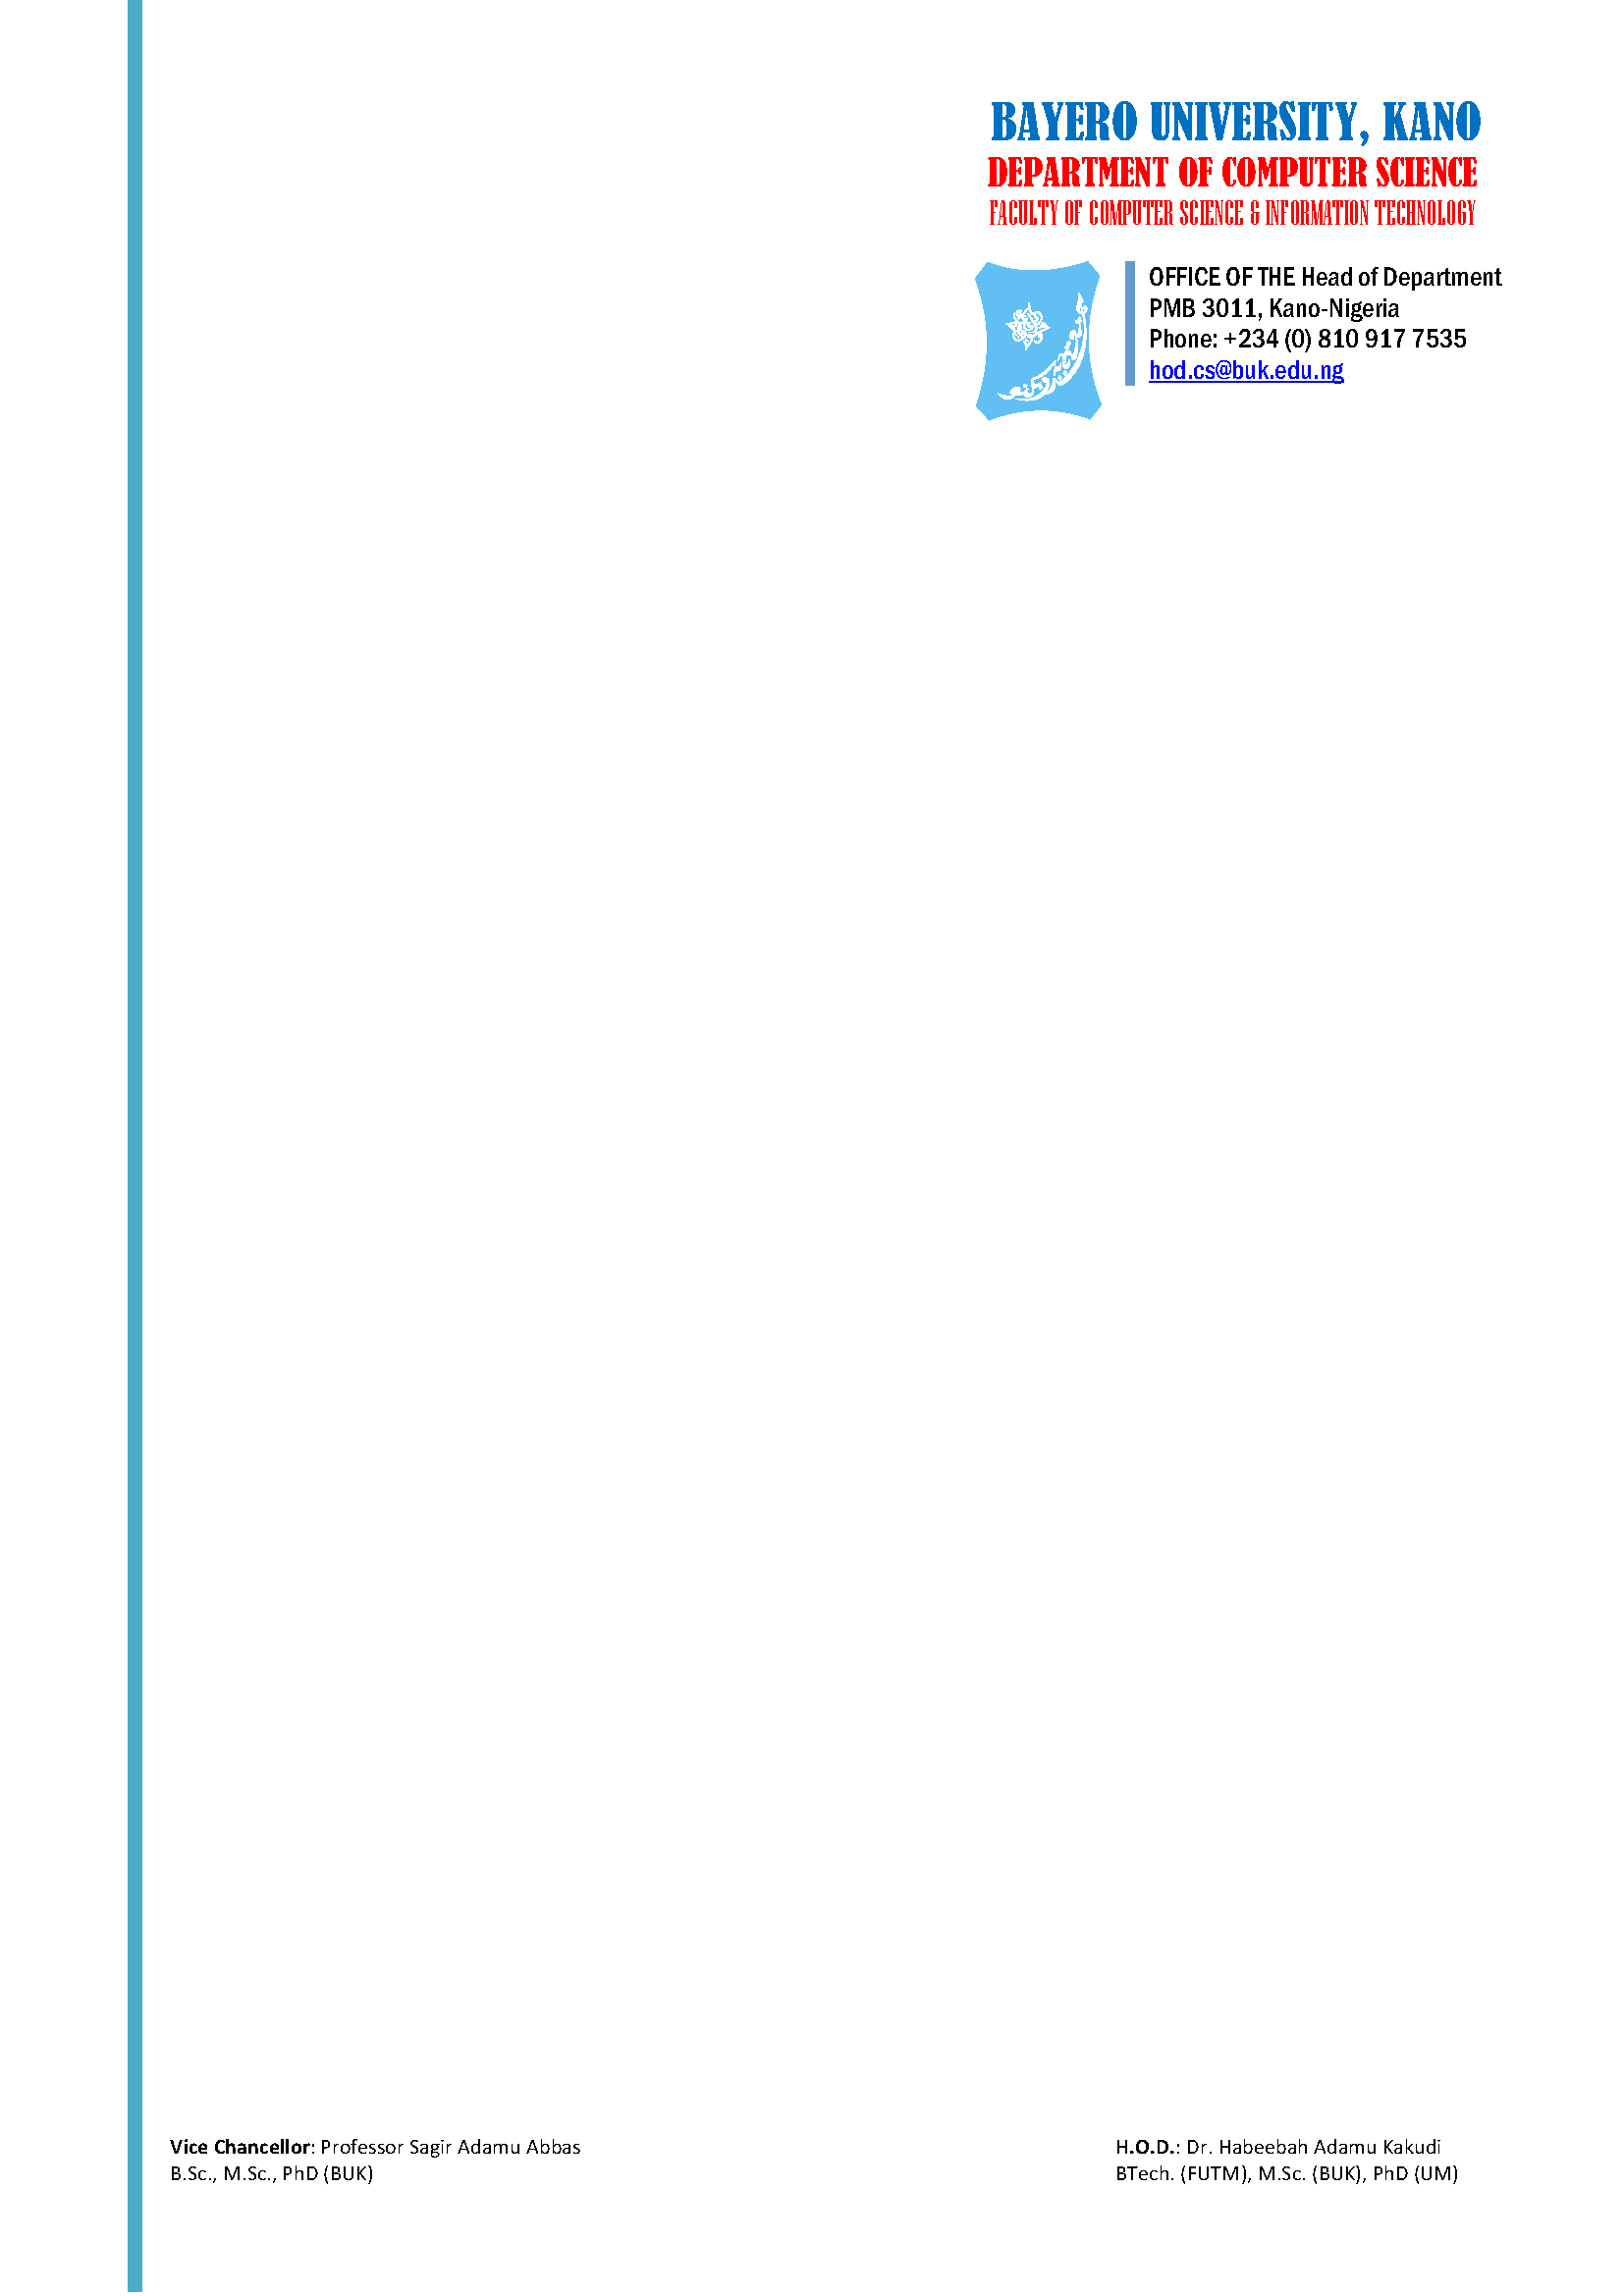 BAYERO UNIVERSITY, KANO
DEPARTMENT OF COMPUTER SCIENCE
FACULTY OF COMPUTER SCIENCE & INFORMATION TECHNOLOGY
OFFICE OF THE Head of Department
PMB 3011, Kano-Nigeria
Phone: +234 (0) 810 917 7535
hod.cs@buk.edu.ng
Vice Chancellor: Professor Sagir Adamu Abbas
B.Sc., M.Sc., PhD (BUK)
H.O.D.: Dr. Habeebah Adamu Kakudi
BTech. (FUTM), M.Sc. (BUK), PhD (UM)